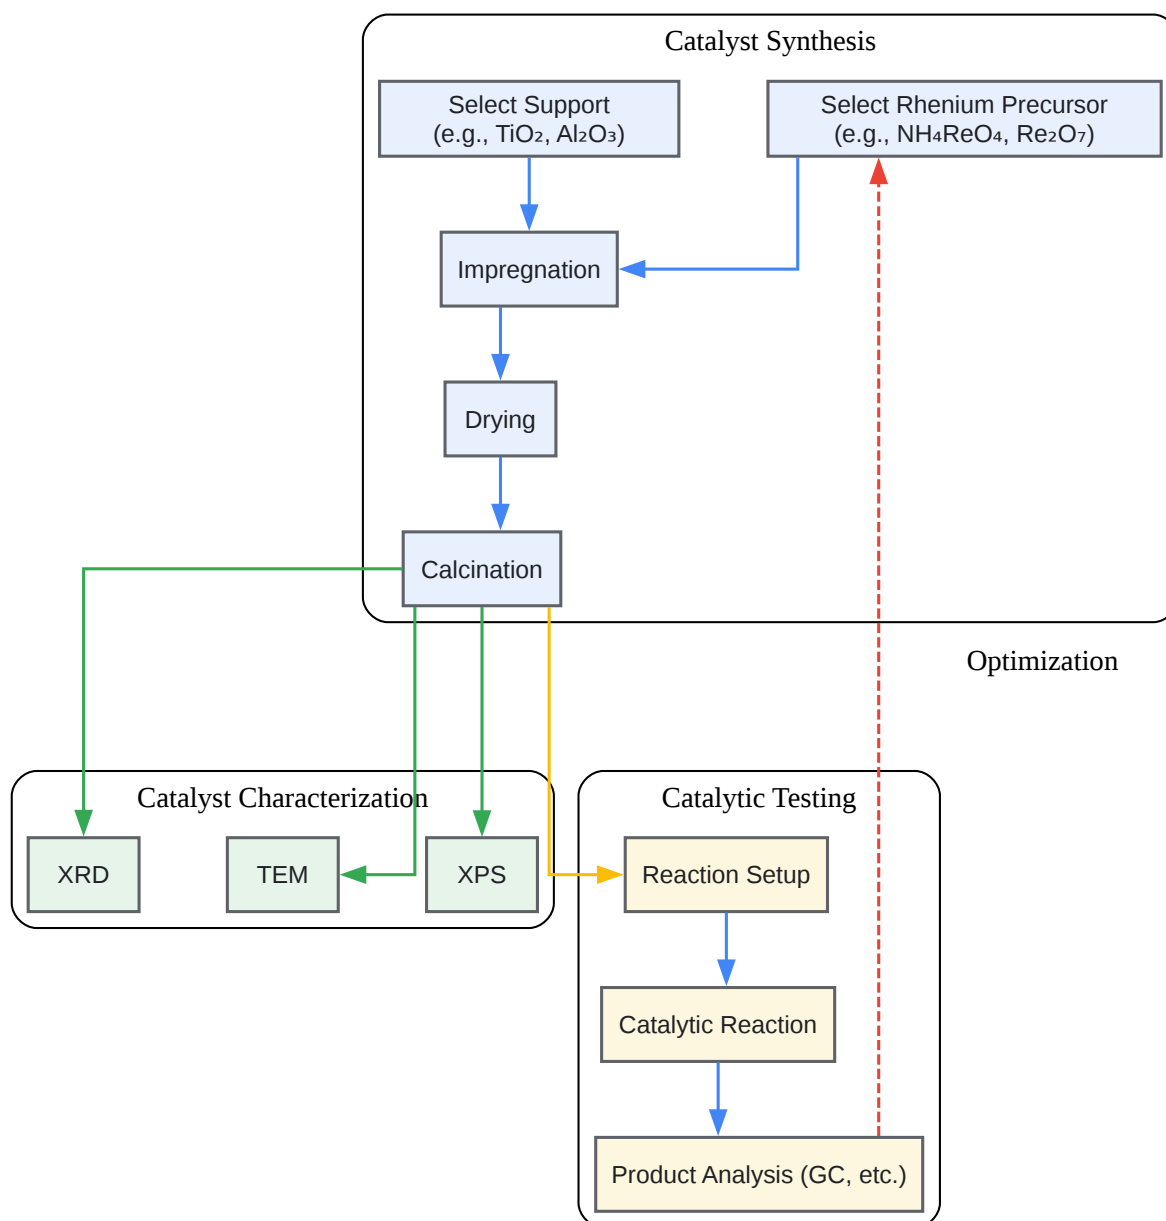 Catalyst Synthesis
Select Support
(e.g., TiO₂, Al₂O₃)
Select Rhenium Precursor
(e.g., NH₄ReO₄, Re₂O₇)
Impregnation
Drying
Calcination
Optimization
Catalyst Characterization
XRD
TEM
XPS
Catalytic Testing
Reaction Setup
Catalytic Reaction
Product Analysis (GC, etc.)